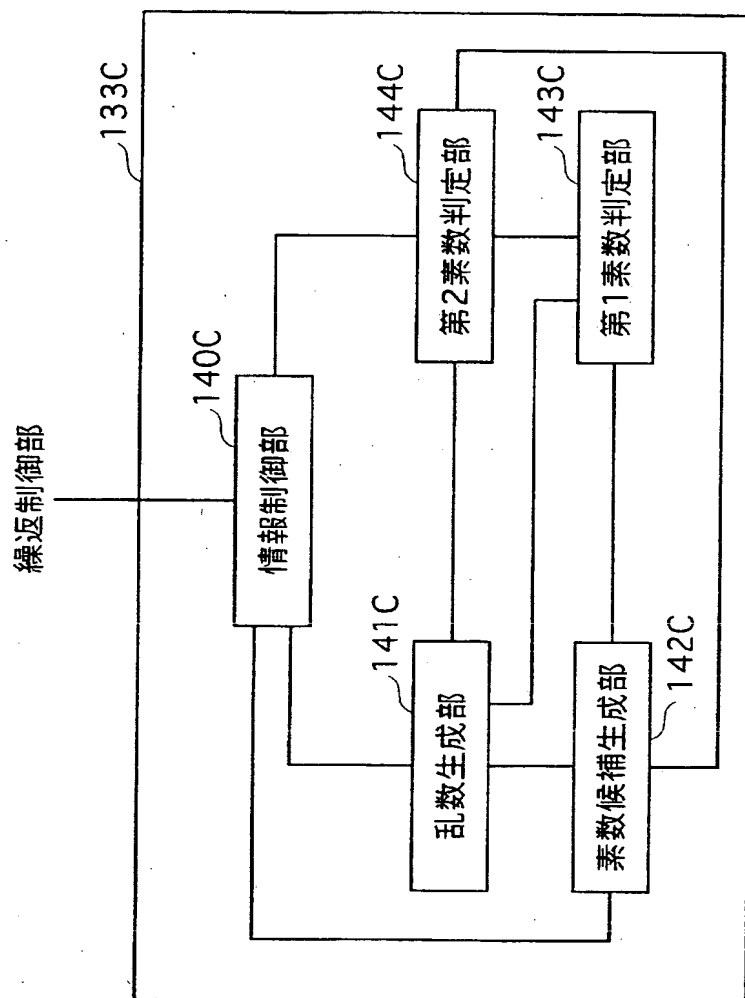 繰返制御部
133C
140C
情報制御部
141C
乱数生成部
144C
第2素数判定部
142C
素数候補生成部
143C
第1素数判定部